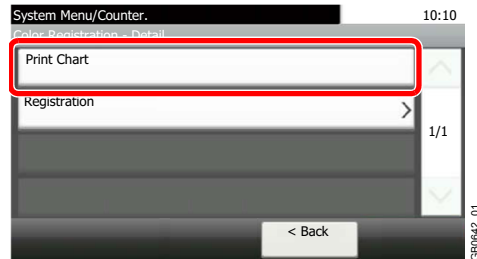 System Menu/Counter. 10:10
Color Registration - Detail
Print Chart
Registration
1/1
< Back
GB0642_01